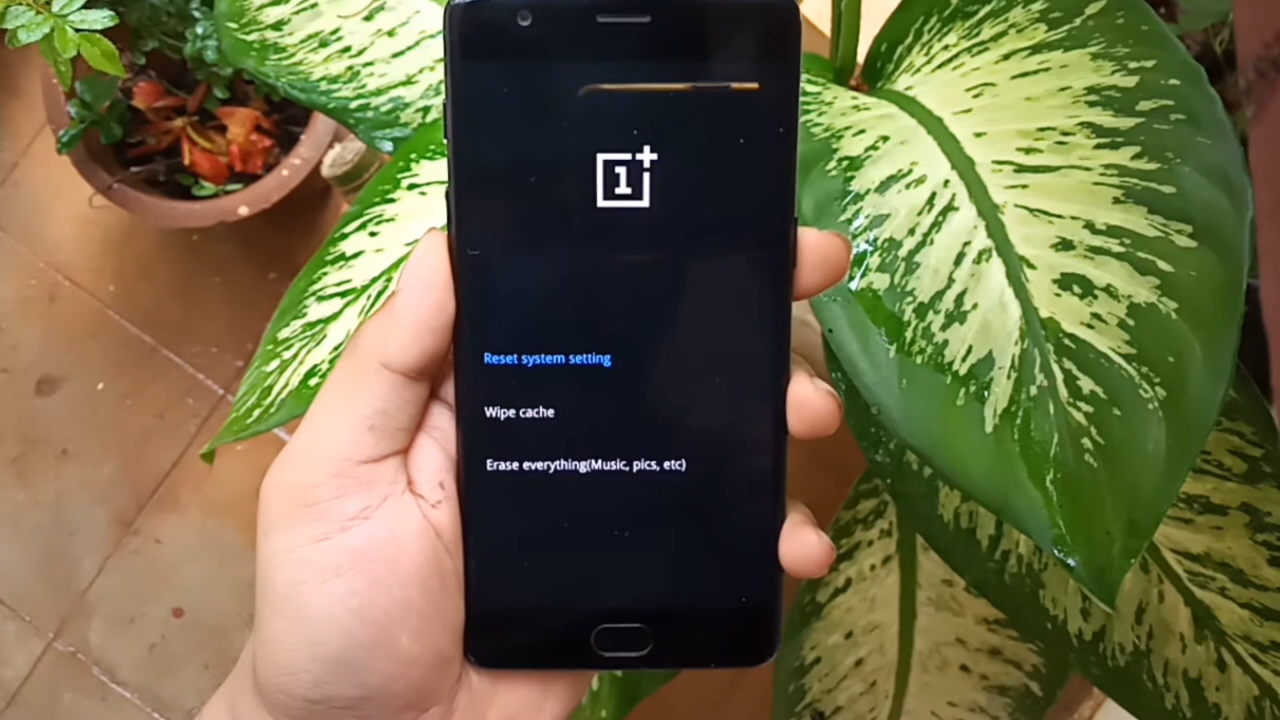 1+
Reset system setting
Wipe cache
Erase everything(Music, pics, etc)